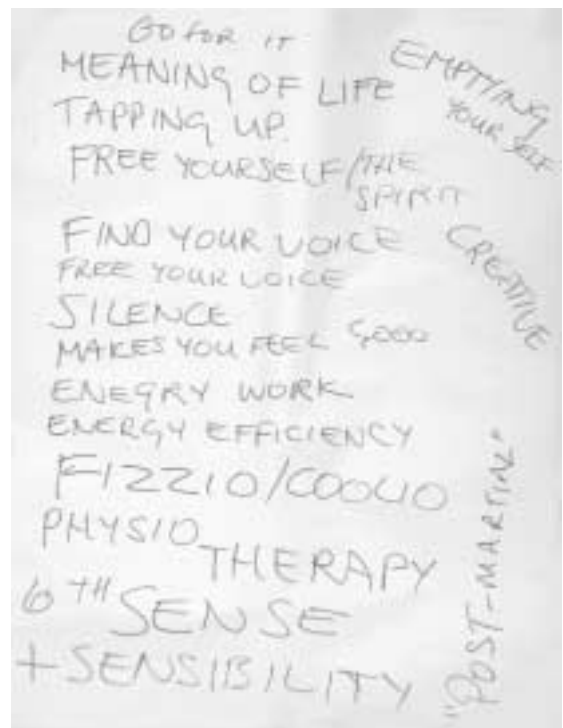 GO FOR IT
MEANING OF LIFE
TAPPING UP.
FREE YOURSELF/THE
SPIRIT
EMPTYING
YOUR SELF
FIND YOUR VOICE
FREE YOUR VOICE
CREATIVE
SILENCE
MAKES YOU FEEL GOOD
ENEGRY WORK
ENERGY EFFICIENCY
FIZZIO/COOLIO
PHYSIO
THERAPY
6TH SENSE
+ SENSIBILITY
"POST-MARTINI"